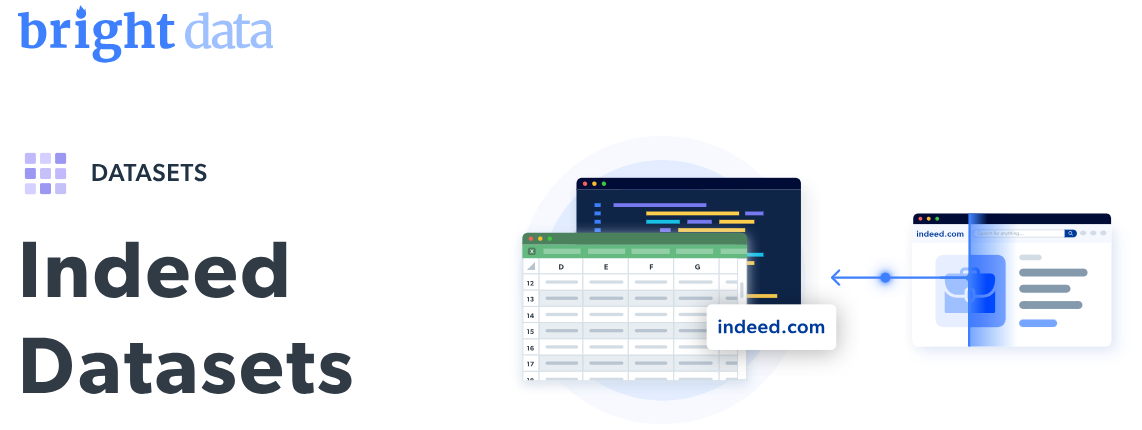 bright data
DATASETS
Indeed
Datasets
X
D E F G
12
13
14
15
16
17
indeed.com
indeed.com
Search for anything...